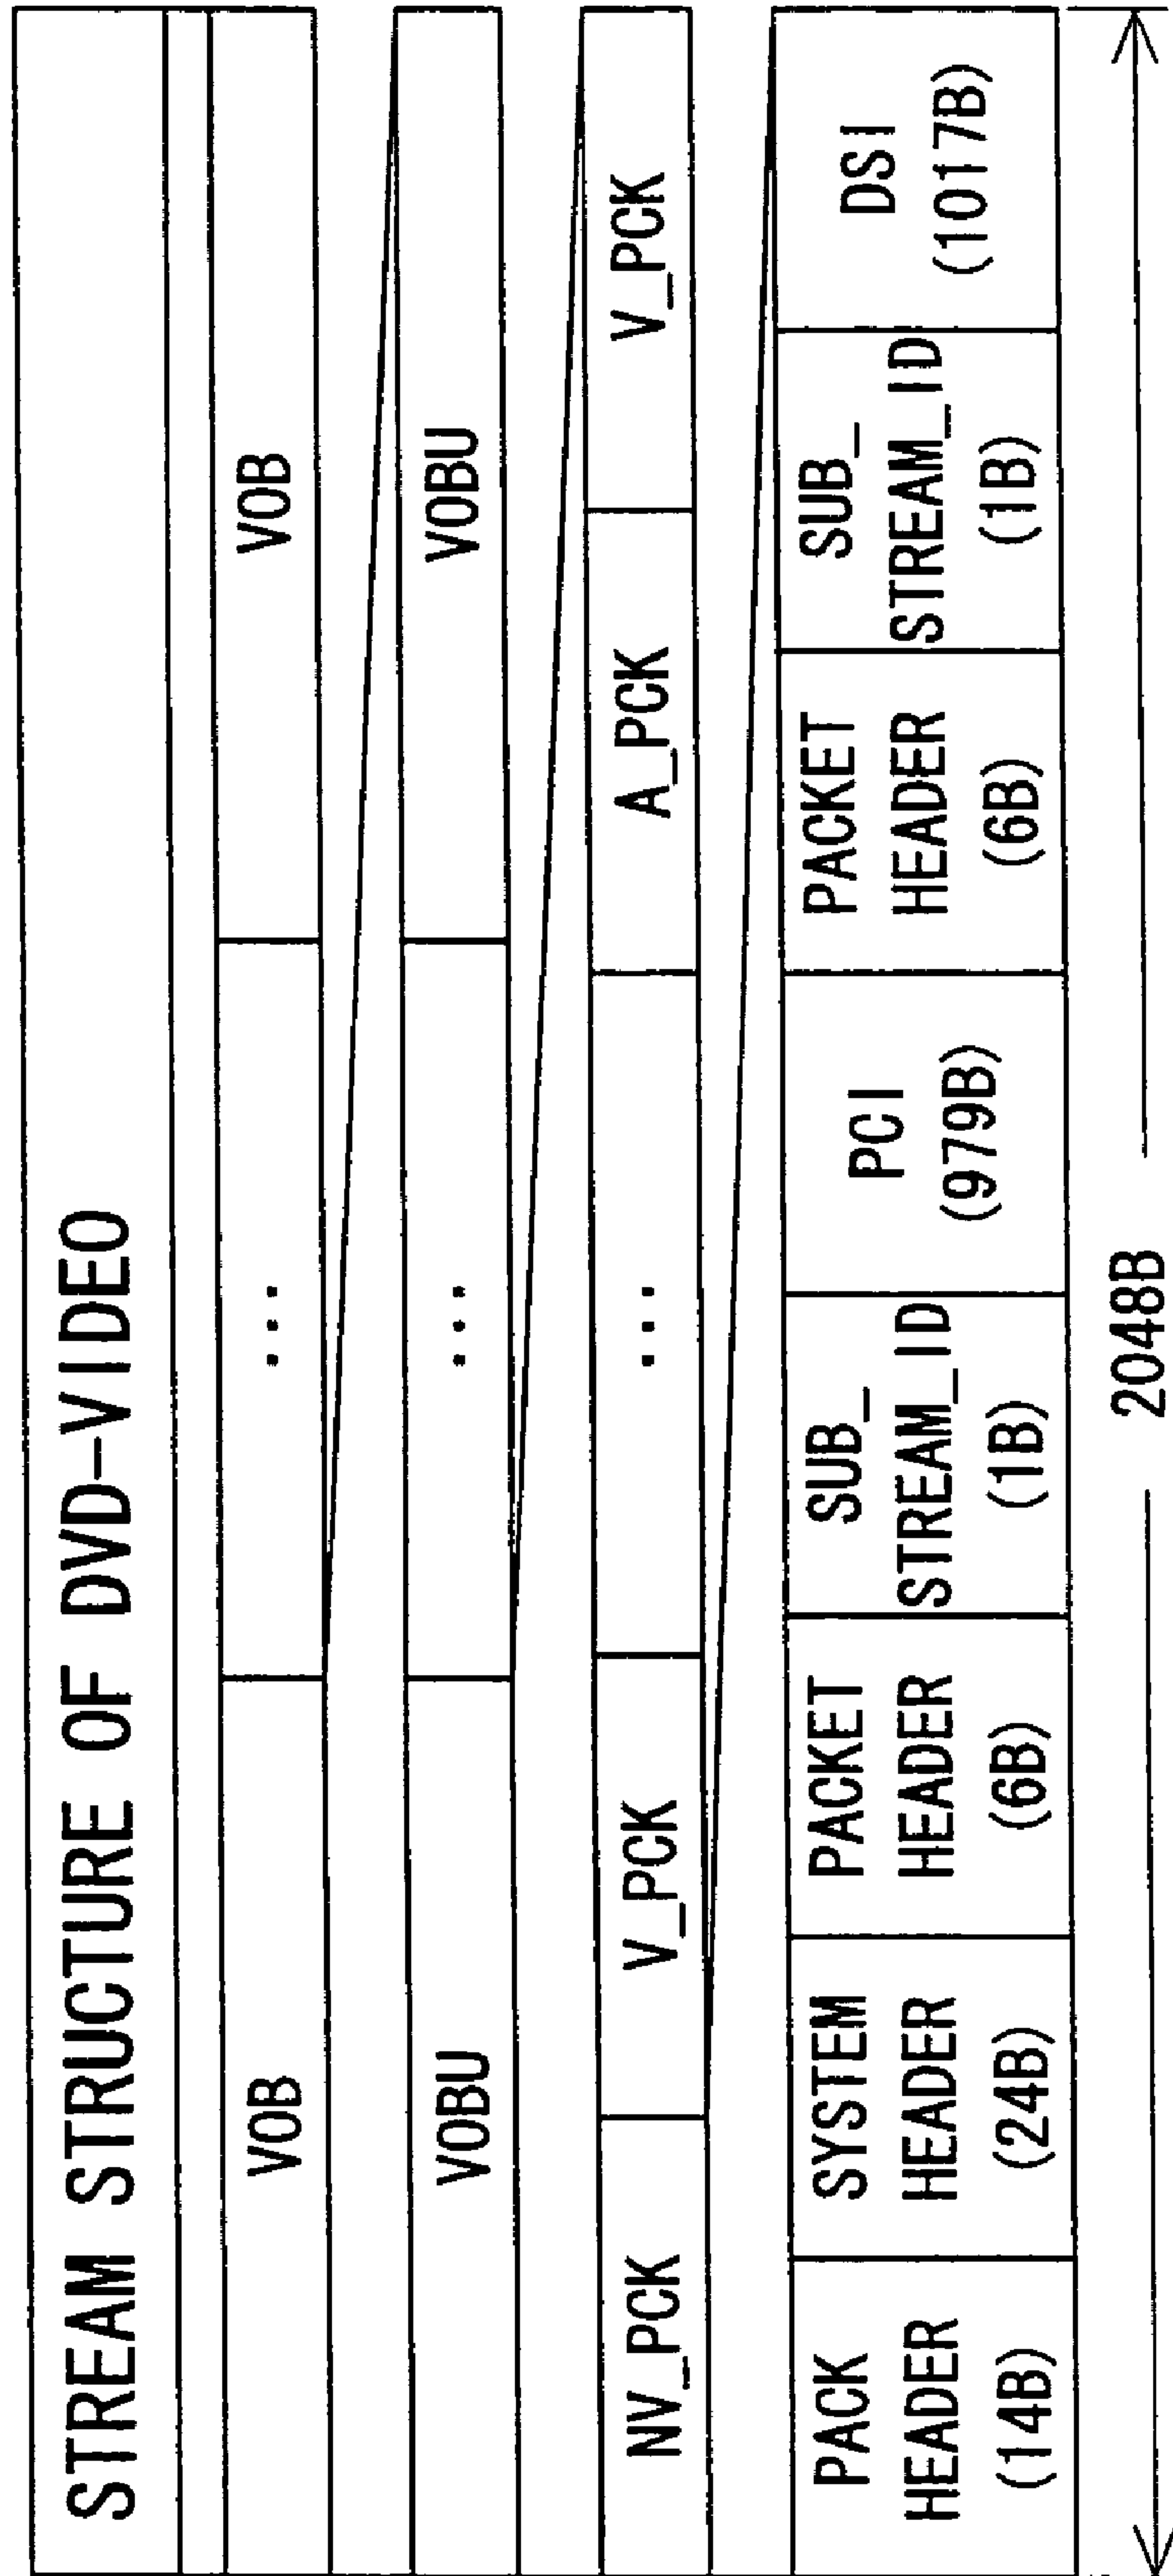 STREAM STRUCTURE OF DVD-VIDEO
VOB
...
VOB
VOBU
...
VOBU
NV_PCK
V_PCK
...
A_PCK
V_PCK
PACK
HEADER
(14B)
SYSTEM
HEADER
(24B)
PACKET
HEADER
(6B)
SUB_
STREAM_ID
(1B)
PCI
(979B)
PACKET
HEADER
(6B)
SUB_
STREAM_ID
(1B)
DSI
(1017B)
2048B